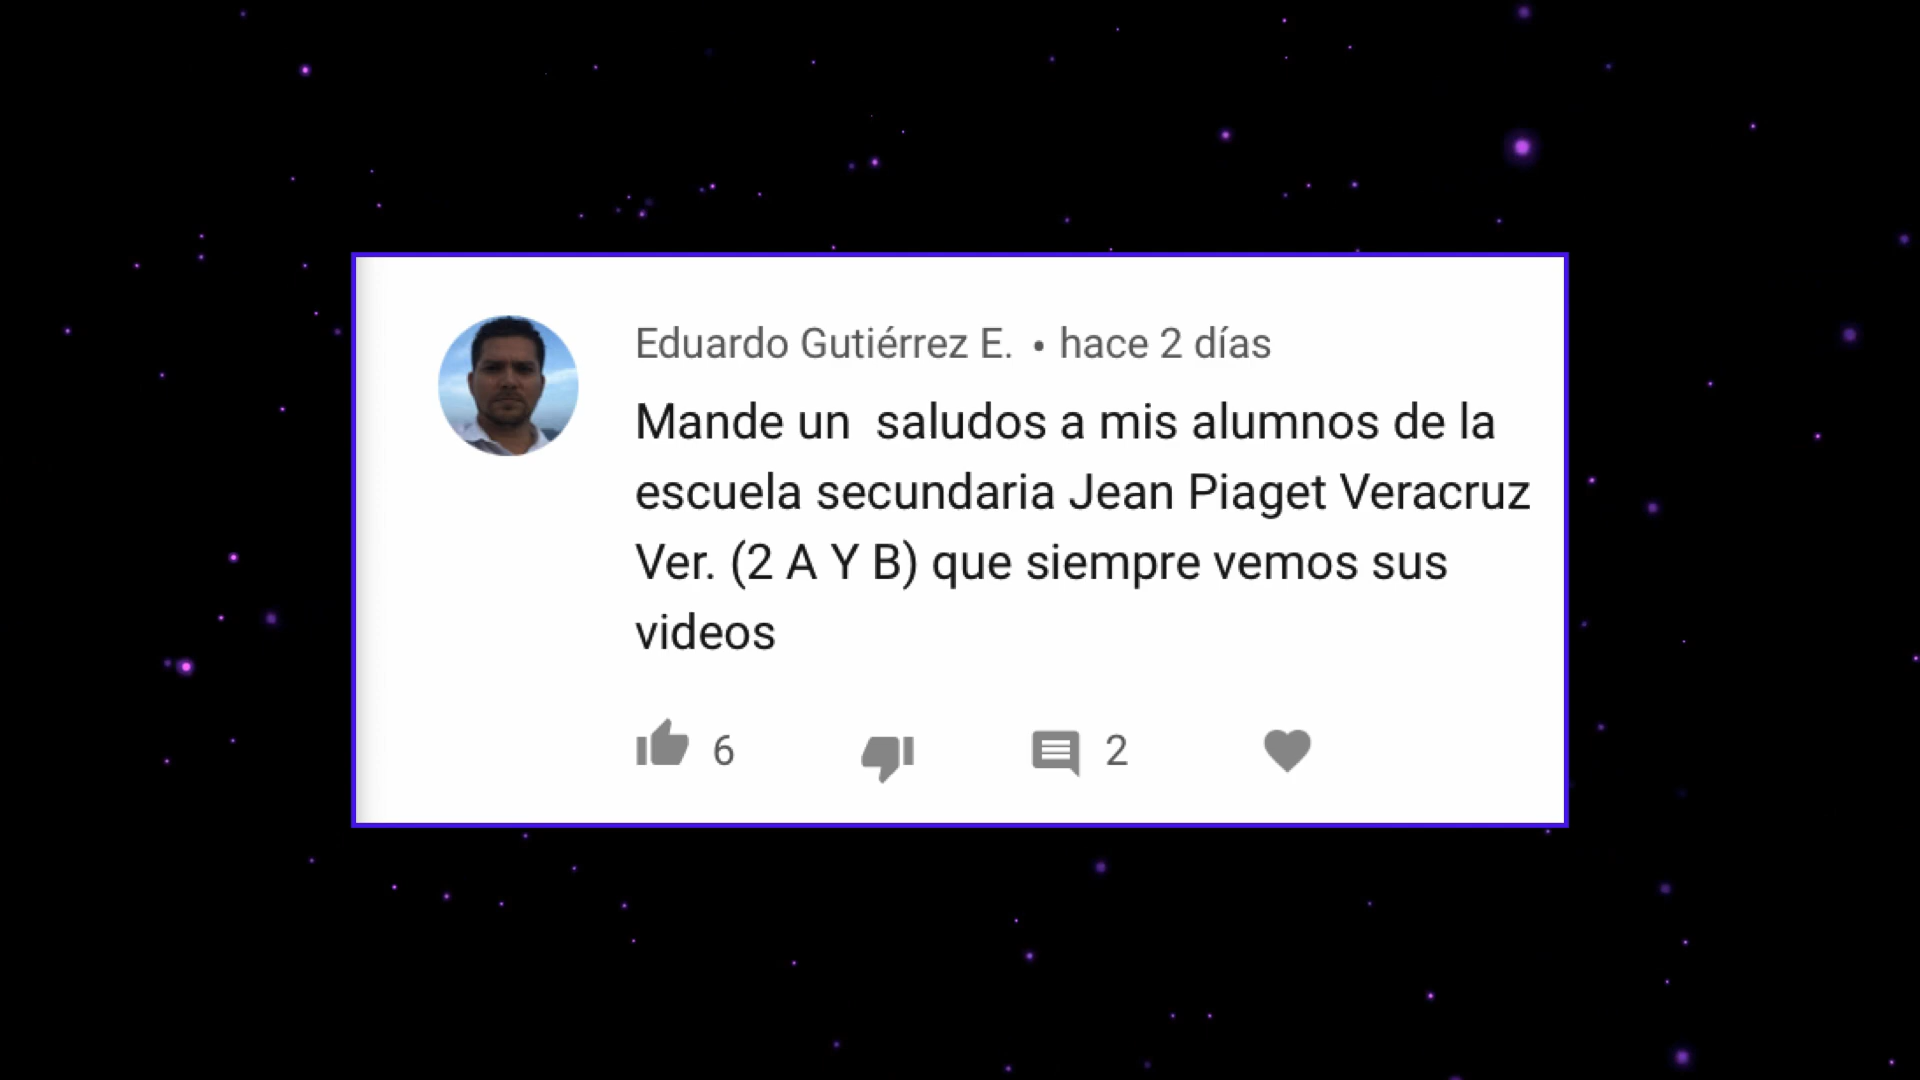 Eduardo Gutiérrez E. • hace 2 días
Mande un  saludos a mis alumnos de la
escuela secundaria Jean Piaget Veracruz
Ver. (2 A Y B) que siempre vemos sus
videos
6 2